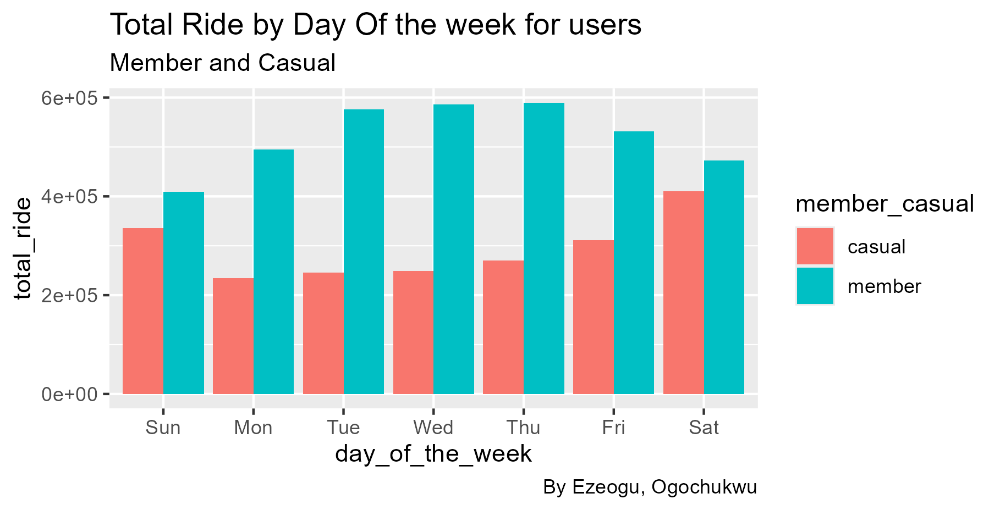 Total Ride by Day Of the week for users
Member and Casual
total_ride
6e+05
4e+05
2e+05
0e+00
Sun Mon Tue Wed Thu Fri Sat
day_of_the_week
member_casual
casual
member
By Ezeogu, Ogochukwu